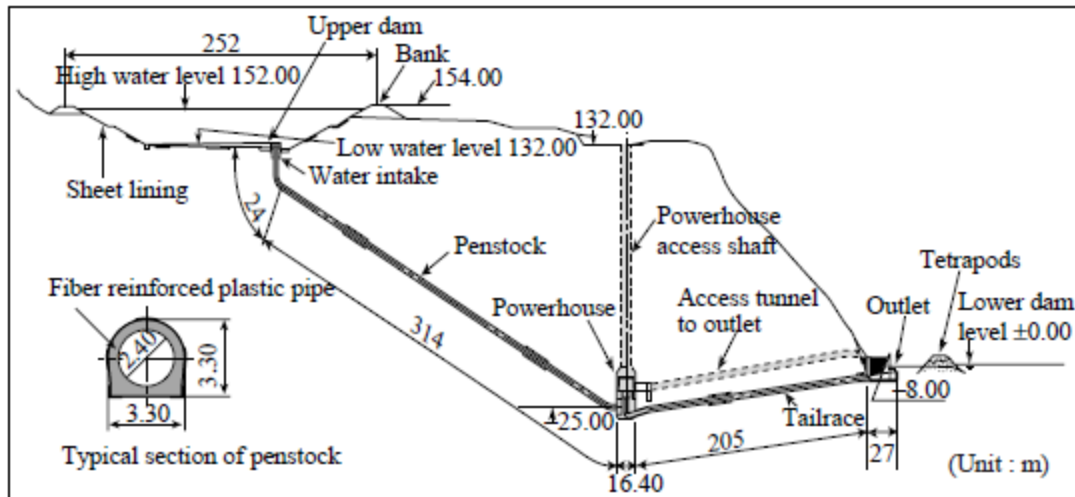 Upper dam
252
Bank
High water level 152.00
154.00
132.00
Low water level 132.00
Water intake
Sheet lining
24
Powerhouse
access shaft
Penstock
Tetrapods
Fiber reinforced plastic pipe
Powerhouse
Access tunnel
to outlet
Outlet
Lower dam
level ±0.00
314
2.40
3.30
3.30
-25.00
-8.00
Tailrace
Typical section of penstock
205
27
(Unit : m)
16.40